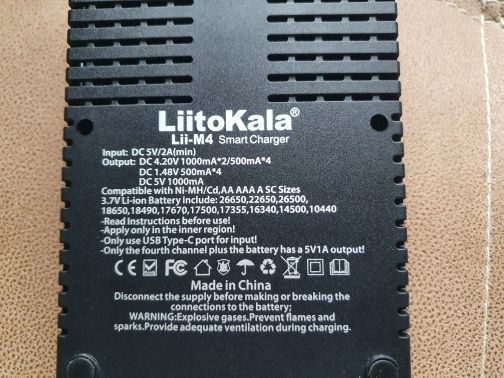 LiitoKala®
Lii-M4 Smart Charger
Input: DC 5V/2A(min)
Output: DC 4.20V 1000mA*2/500mA*4
DC 1.48V 500mA*4
DC 5V 1000mA
Compatible with Ni-MH/Cd,AA AAA A SC Sizes
3.7V Li-ion Battery include: 26650,22650,26500,
18650,18490,17670,17500,17355,16340,14500,10440
-Read instructions before use!
-Apply only in the inner region!
-Only use USB Type-C port for input!
-Only the fourth channel plus the battery has a 5V1A output!
Made in China
Disconnect the supply before making or breaking the
connections to the battery;
WARNING:Explosive gases.Prevent flames and
sparks.Provide adequate ventilation during charging.